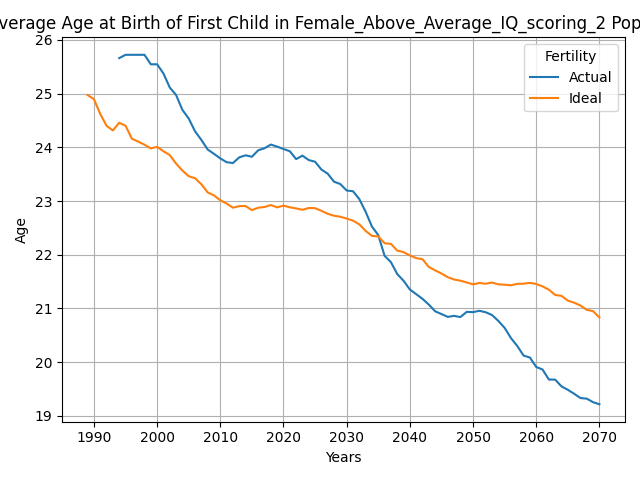 verage Age at Birth of First Child in Female_Above_Average_IQ_scoring_2 Pop
Fertility
Actual
Ideal
26
25
24
23
22
21
20
19
Age
1990 2000 2010 2020 2030 2040 2050 2060 2070
Years